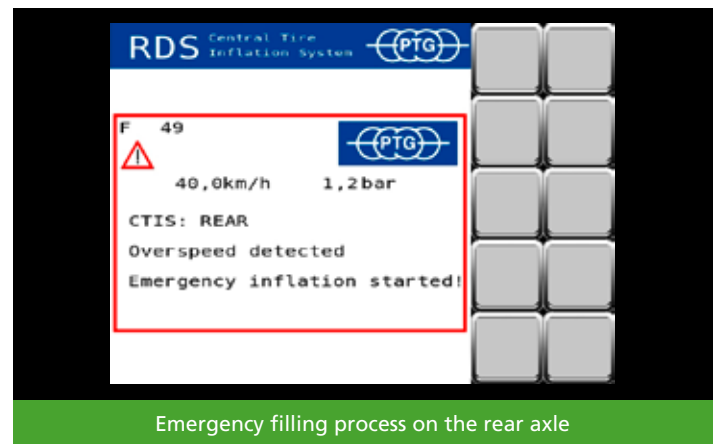 RDS Central Tire
Inflation System
PTG
F 49
PTG
40,0km/h 1,2bar
CTIS: REAR
Overspeed detected
Emergency inflation started!
Emergency filling process on the rear axle